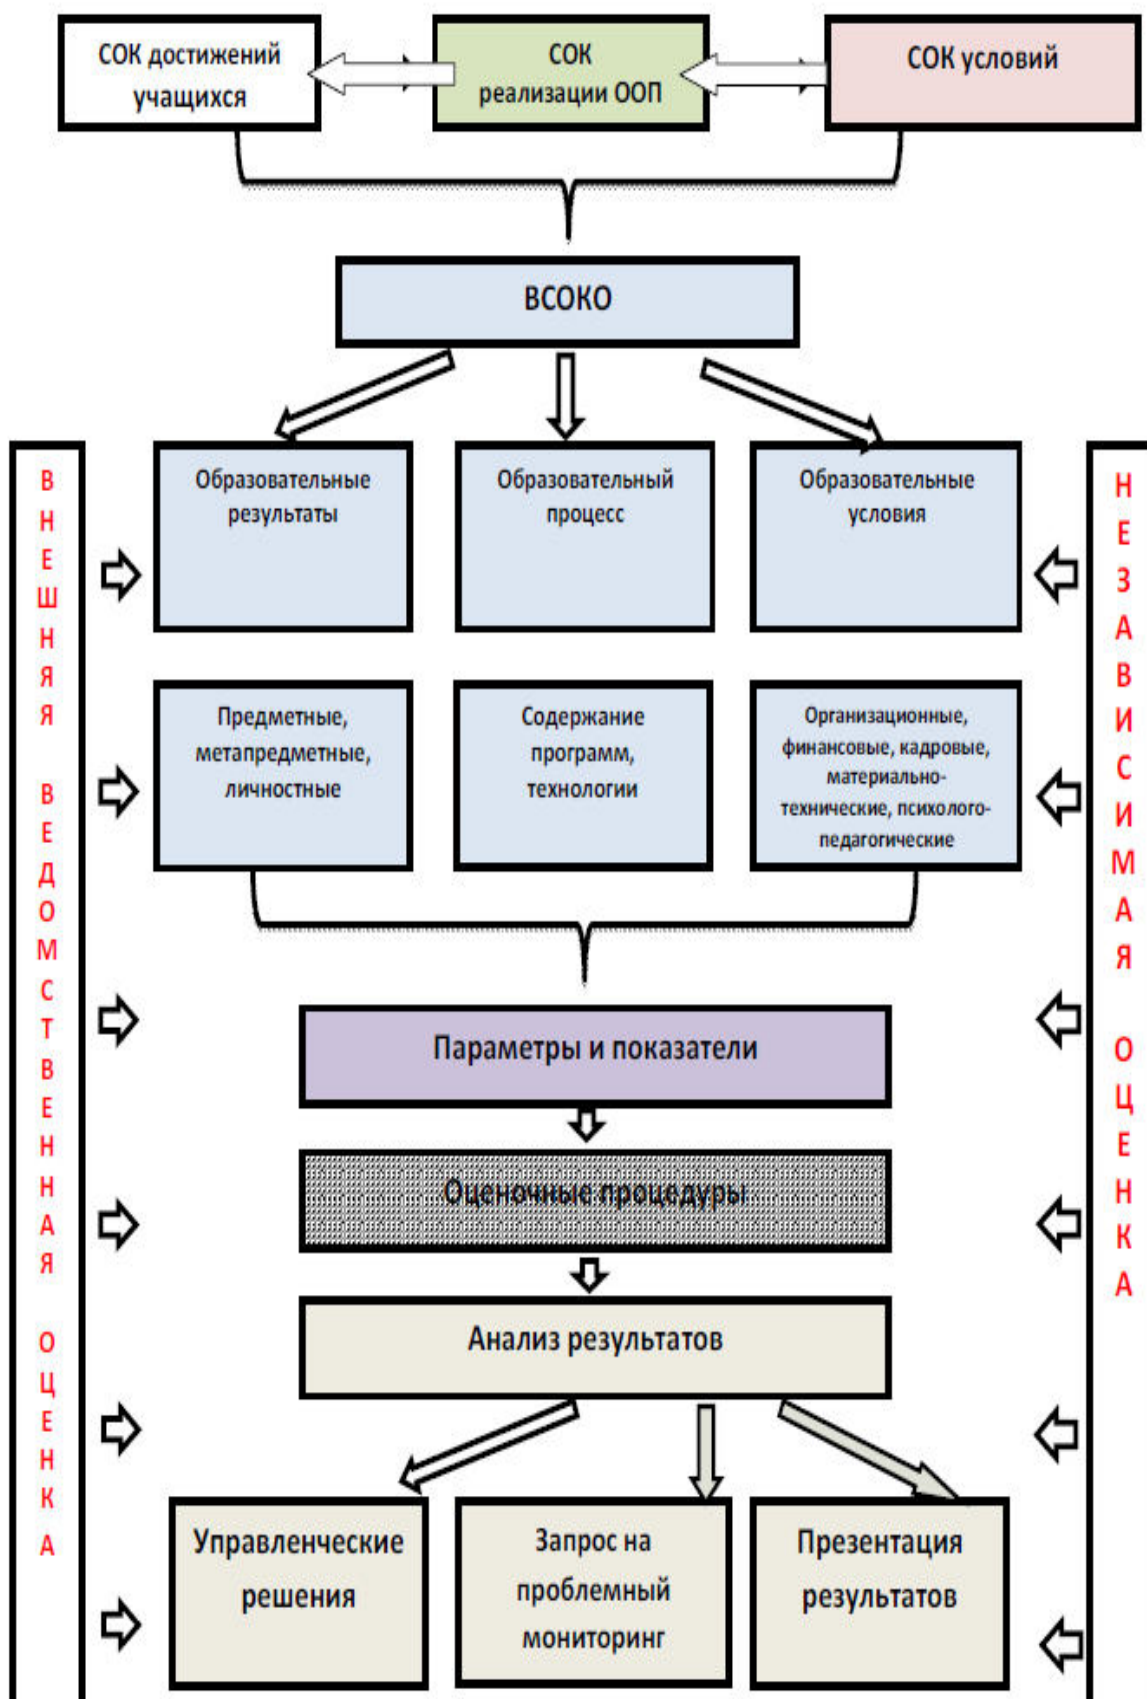 СОК достижений
учащихся
СОК
реализации ООП
СОК условий
ВСОКО
ВНЕШНЯЯ ВЕДОМСТВЕННАЯ ОЦЕНКА
Образовательные
результаты
Образовательный
процесс
Образовательные
условия
НЕЗАВИСИМАЯ ОЦЕНКА
Предметные,
метапредметные,
личностные
Содержание
программ,
технологии
Организационные,
финансовые, кадровые,
материально-
технические, психолого-
педагогические
Параметры и показатели
Оценочные процедуры
Анализ результатов
Управленческие
решения
Запрос на
проблемный
мониторинг
Презентация
результатов